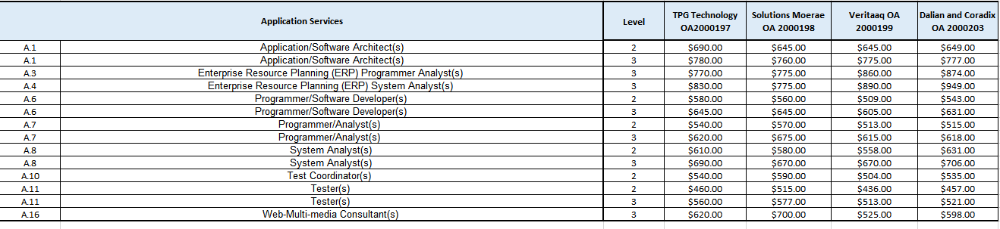 Application Services Level TPG Technology OA2000197 Solutions Moerae OA 2000198 Veritaaq OA 2000199 Dalian and Coradix OA 2000203
A.1 Application/Software Architect(s) 2 $690.00 $645.00 $645.00 $649.00
A.1 Application/Software Architect(s) 3 $780.00 $760.00 $775.00 $777.00
A.3 Enterprise Resource Planning (ERP) Programmer Analyst(s) 3 $770.00 $775.00 $860.00 $874.00
A.4 Enterprise Resource Planning (ERP) System Analyst(s) 3 $830.00 $775.00 $890.00 $949.00
A.6 Programmer/Software Developer(s) 2 $580.00 $560.00 $509.00 $543.00
A.6 Programmer/Software Developer(s) 3 $645.00 $645.00 $605.00 $631.00
A.7 Programmer/Analyst(s) 2 $540.00 $570.00 $513.00 $515.00
A.7 Programmer/Analyst(s) 3 $620.00 $675.00 $615.00 $618.00
A.8 System Analyst(s) 2 $610.00 $580.00 $558.00 $631.00
A.8 System Analyst(s) 3 $690.00 $670.00 $670.00 $706.00
A.10 Test Coordinator(s) 2 $540.00 $590.00 $504.00 $535.00
A.11 Tester(s) 2 $460.00 $515.00 $436.00 $457.00
A.11 Tester(s) 3 $560.00 $577.00 $513.00 $521.00
A.16 Web-Multi-media Consultant(s) 3 $620.00 $700.00 $525.00 $598.00